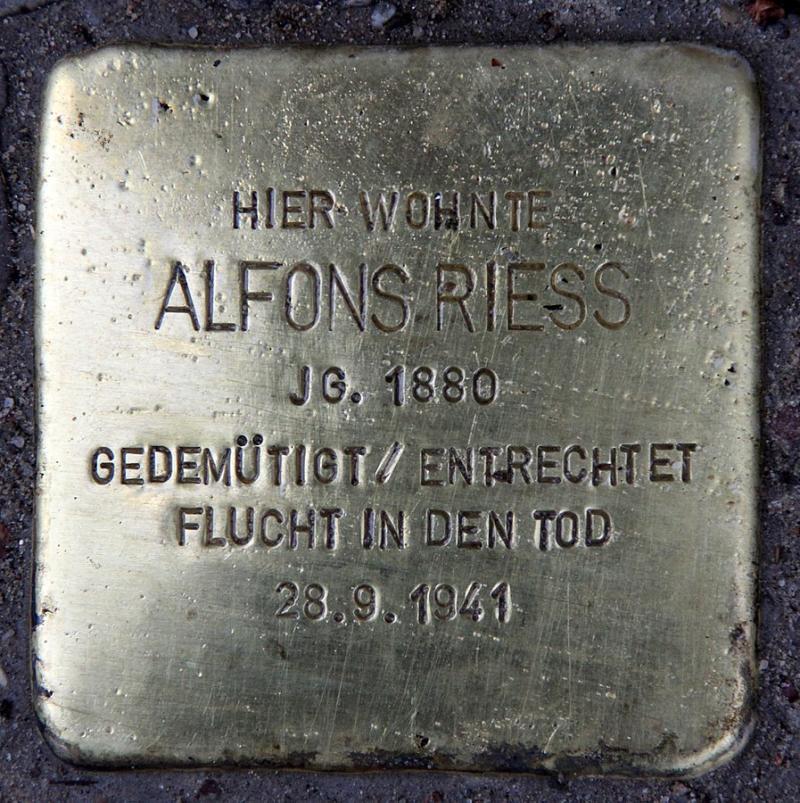 HIER WOHNTE
ALFONS RIESS
JG. 1880
GEDEMÜTIGT / ENTRECHTET
FLUCHT IN DEN TOD
28.9.1941